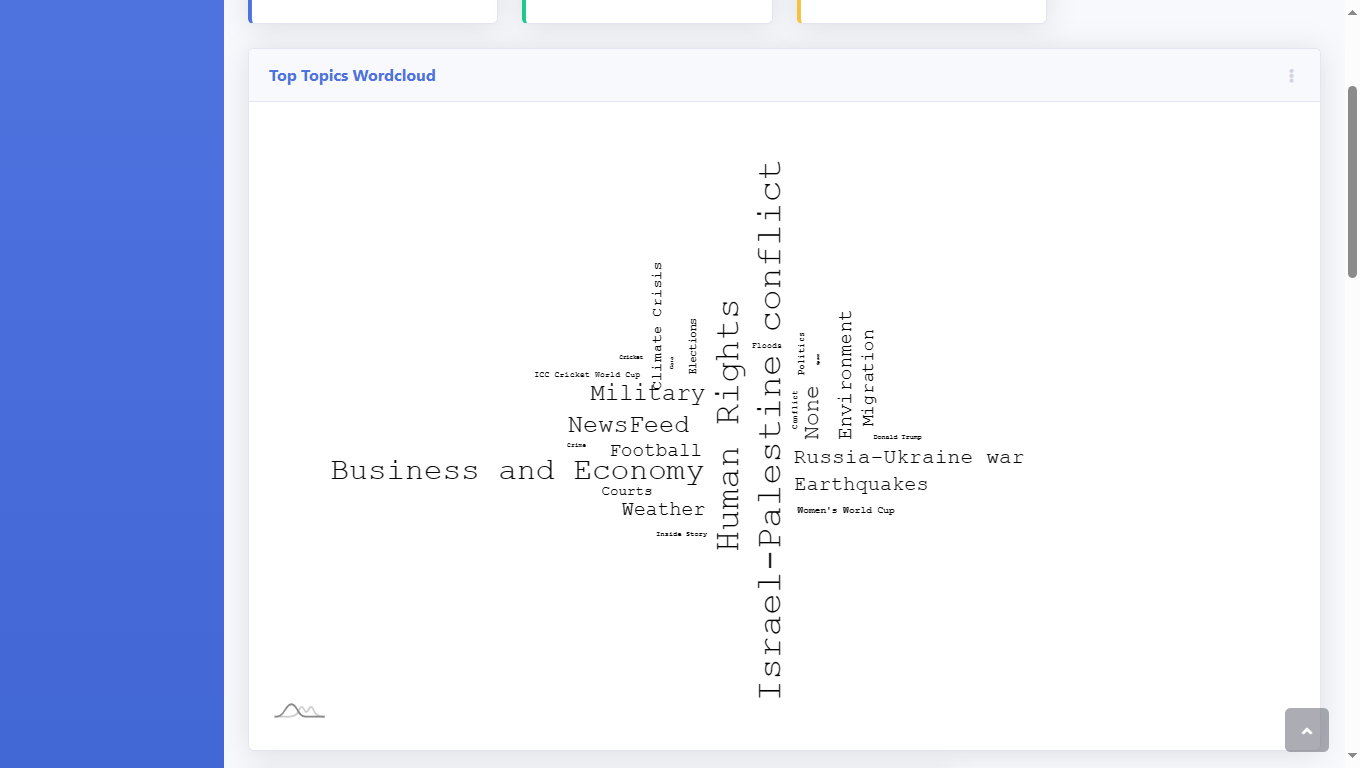 Top Topics Wordcloud
Israel-Palestine conflict
Human Rights
Business and Economy
Climate Crisis
Elections
Cricket
ICC Cricket World Cup
Military
NewsFeed
Crime
Football
Courts
Weather
Inside Story
Floods
Politics
Conflict
None
Environment
Migration
Donald Trump
Russia-Ukraine war
Earthquakes
Women's World Cup